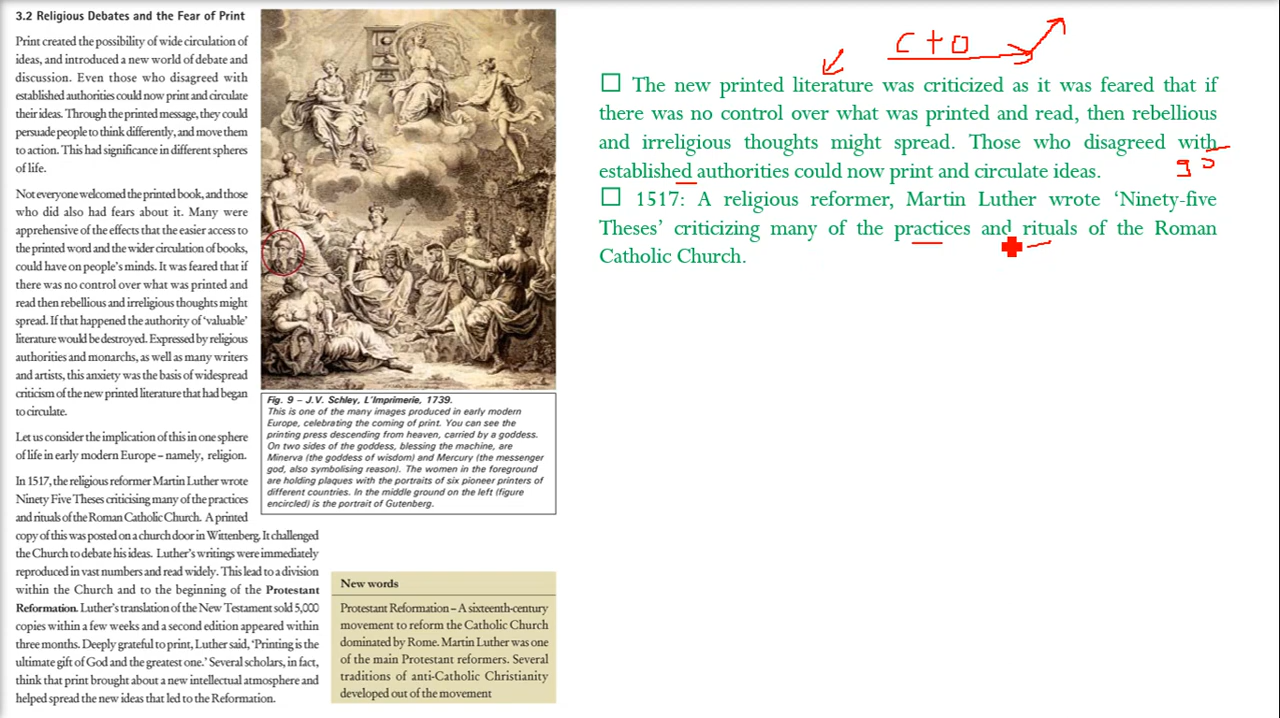 3.2 Religious Debates and the Fear of Print
Print created the possibility of wide circulation of
ideas, and introduced a new world of debate and
discussion. Even those who disagreed with
established authorities could now print and circulate
their ideas. Through the printed message, they could
persuade people to think differently, and move them
to action. This had significance in different spheres
of life.
Not everyone welcomed the printed book, and those
who did also had fears about it. Many were
apprehensive of the effects that the easier access to
the printed word and the wider circulation of books,
could have on people's minds. It was feared that if
there was no control over what was printed and
read then rebellious and irreligious thoughts might
spread. If that happened the authority of 'valuable'
literature would be destroyed. Expressed by religious
authorities and monarchs, as well as many writers
and artists, this anxiety was the basis of widespread
criticism of the new printed literature that had began
to circulate.
Let us consider the implication of this in one sphere
of life in early modern Europe – namely, religion.
In 1517, the religious reformer Martin Luther wrote
Ninety Five Theses criticising many of the practices
and rituals of the Roman Catholic Church. A printed
copy of this was posted on a church door in Wittenberg. It challenged
the Church to debate his ideas. Luther's writings were immediately
reproduced in vast numbers and read widely. This lead to a division
within the Church and to the beginning of the Protestant
Reformation. Luther's translation of the New Testament sold 5,000
copies within a few weeks and a second edition appeared within
three months. Deeply grateful to print, Luther said, 'Printing is the
ultimate gift of God and the greatest one.' Several scholars, in fact,
think that print brought about a new intellectual atmosphere and
helped spread the new ideas that led to the Reformation.
Fig. 9 – J.V. Schley, L'Imprimerie, 1739.
This is one of the many images produced in early modern
Europe, celebrating the coming of print. You can see the
printing press descending from heaven, carried by a goddess.
On two sides of the goddess, blessing the machine, are
Minerva (the goddess of wisdom) and Mercury (the messenger
god, also symbolising reason). The women in the foreground
are holding plaques with the portraits of six pioneer printers of
different countries. In the middle ground on the left (figure
encircled) is the portrait of Gutenberg.
New words
Protestant Reformation – A sixteenth-century
movement to reform the Catholic Church
dominated by Rome. Martin Luther was one
of the main Protestant reformers. Several
traditions of anti-Catholic Christianity
developed out of the movement
C + O
□ The new printed literature was criticized as it was feared that if
there was no control over what was printed and read, then rebellious
and irreligious thoughts might spread. Those who disagreed with
established authorities could now print and circulate ideas.
□ 1517: A religious reformer, Martin Luther wrote 'Ninety-five
Theses' criticizing many of the practices and rituals of the Roman
Catholic Church.